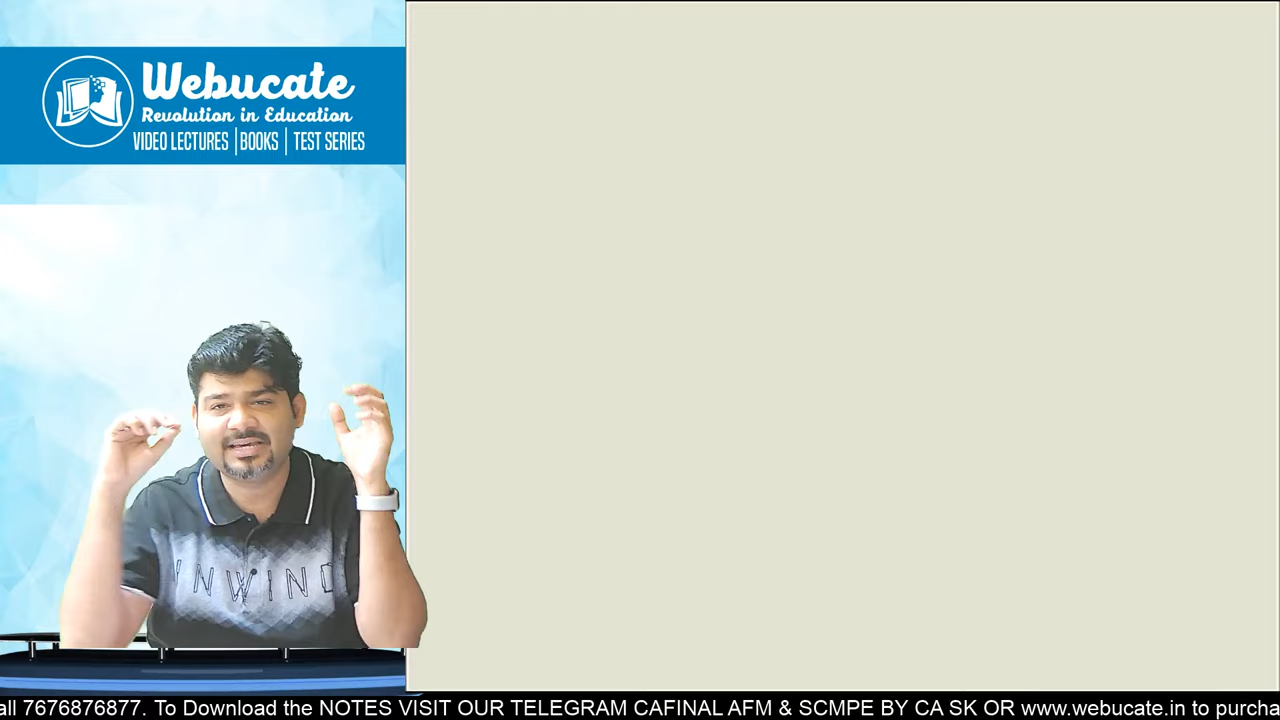 Webucate
Revolution in Education
VIDEO LECTURES | BOOKS | TEST SERIES
UNWIND
all 7676876877. To Download the NOTES VISIT OUR TELEGRAM CAFINAL AFM & SCMPE BY CA SK OR www.webucate.in to purcha